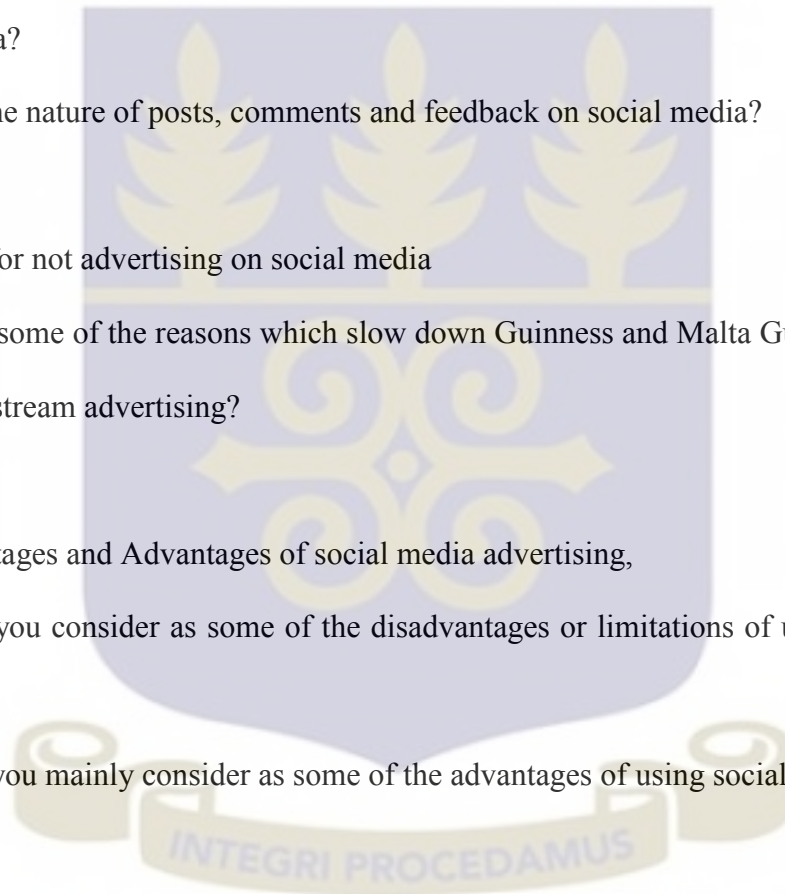 a?
ne nature of posts, comments and feedback on social media?
for not advertising on social media
some of the reasons which slow down Guinness and Malta Gu
stream advertising?
tages and Advantages of social media advertising,
you consider as some of the disadvantages or limitations of u
you mainly consider as some of the advantages of using social
INTEGRI PROCEDAMUS